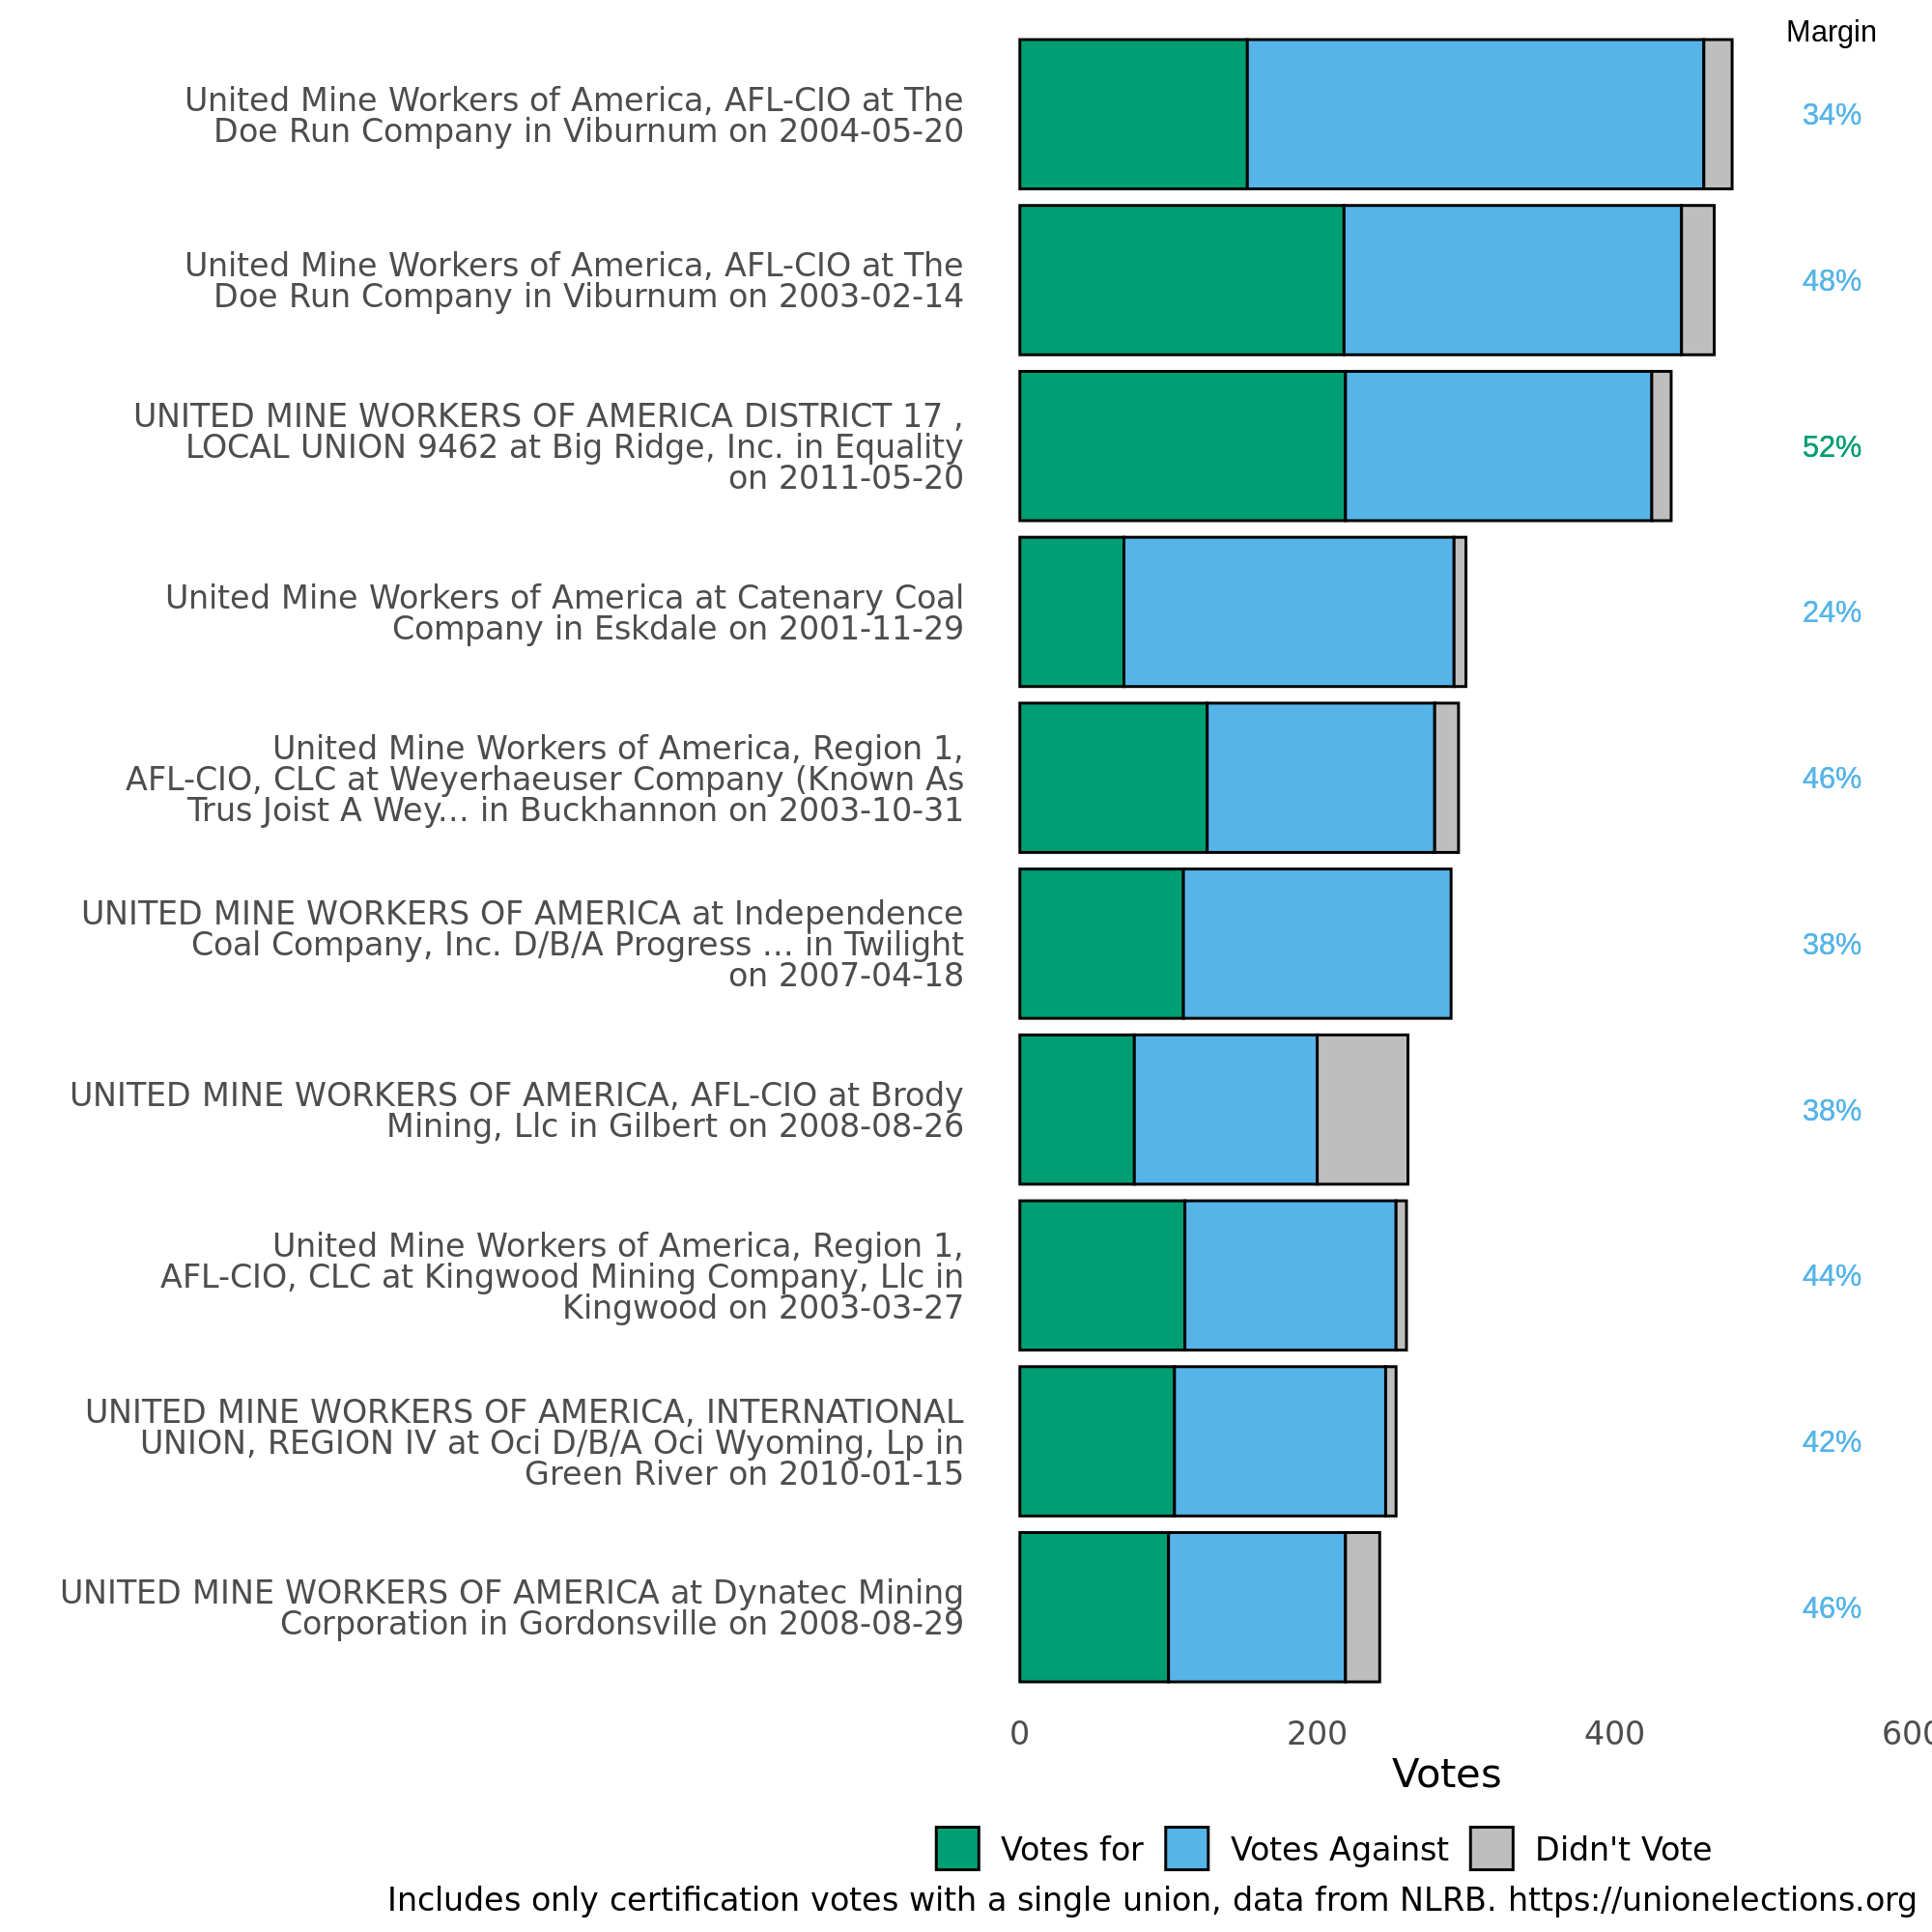 Margin
United Mine Workers of America, AFL-CIO at The
Doe Run Company in Viburnum on 2004-05-20
34%
United Mine Workers of America, AFL-CIO at The
Doe Run Company in Viburnum on 2003-02-14
48%
UNITED MINE WORKERS OF AMERICA DISTRICT 17 ,
LOCAL UNION 9462 at Big Ridge, Inc. in Equality
on 2011-05-20
52%
United Mine Workers of America at Catenary Coal
Company in Eskdale on 2001-11-29
24%
United Mine Workers of America, Region 1,
AFL-CIO, CLC at Weyerhaeuser Company (Known As
Trus Joist A Wey... in Buckhannon on 2003-10-31
46%
UNITED MINE WORKERS OF AMERICA at Independence
Coal Company, Inc. D/B/A Progress ... in Twilight
on 2007-04-18
38%
UNITED MINE WORKERS OF AMERICA, AFL-CIO at Brody
Mining, Llc in Gilbert on 2008-08-26
38%
United Mine Workers of America, Region 1,
AFL-CIO, CLC at Kingwood Mining Company, Llc in
Kingwood on 2003-03-27
44%
UNITED MINE WORKERS OF AMERICA, INTERNATIONAL
UNION, REGION IV at Oci D/B/A Oci Wyoming, Lp in
Green River on 2010-01-15
42%
UNITED MINE WORKERS OF AMERICA at Dynatec Mining
Corporation in Gordonsville on 2008-08-29
46%
0 200 400 600
Votes
Votes for Votes Against Didn't Vote
Includes only certification votes with a single union, data from NLRB. https://unionelections.org